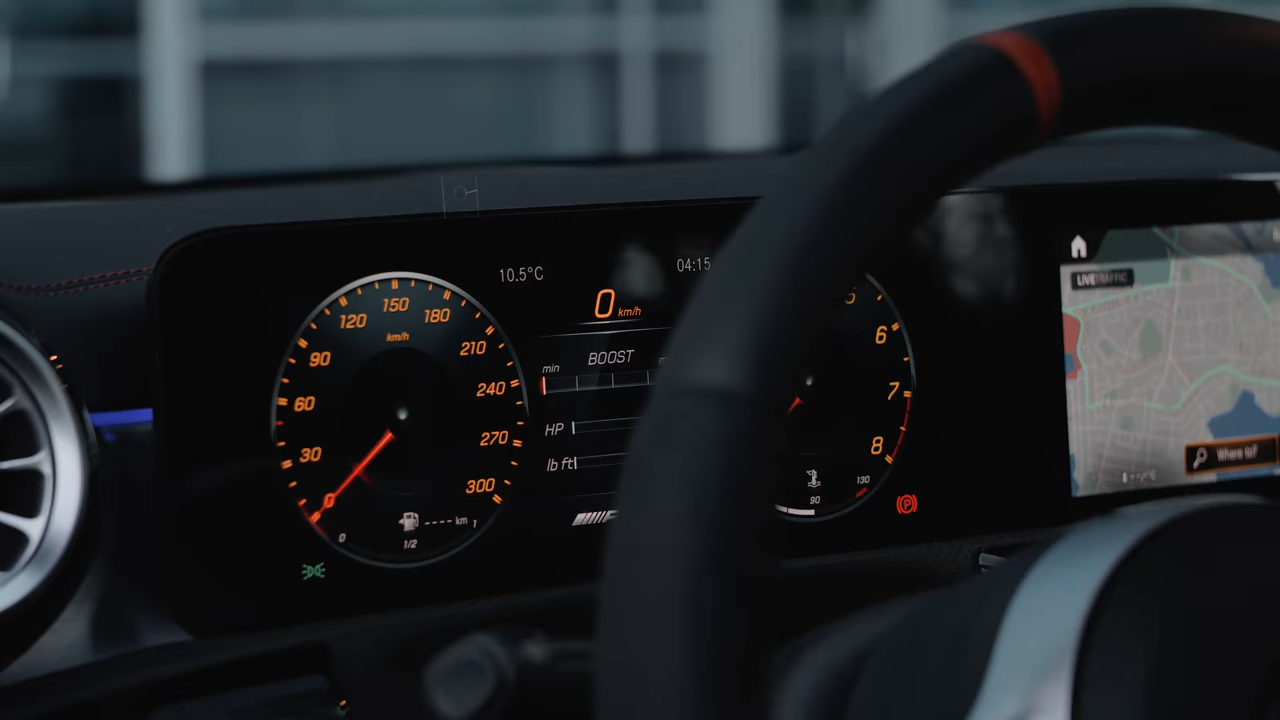 10.5°C
04:15
0 km/h
BOOST
min
HP
lb ft
0
30
60
90
120
150
180
210
240
270
300
km/h
0
1/2
1
---- km
6
7
8
90
130
P
LIVE TRAFFIC
Where to?